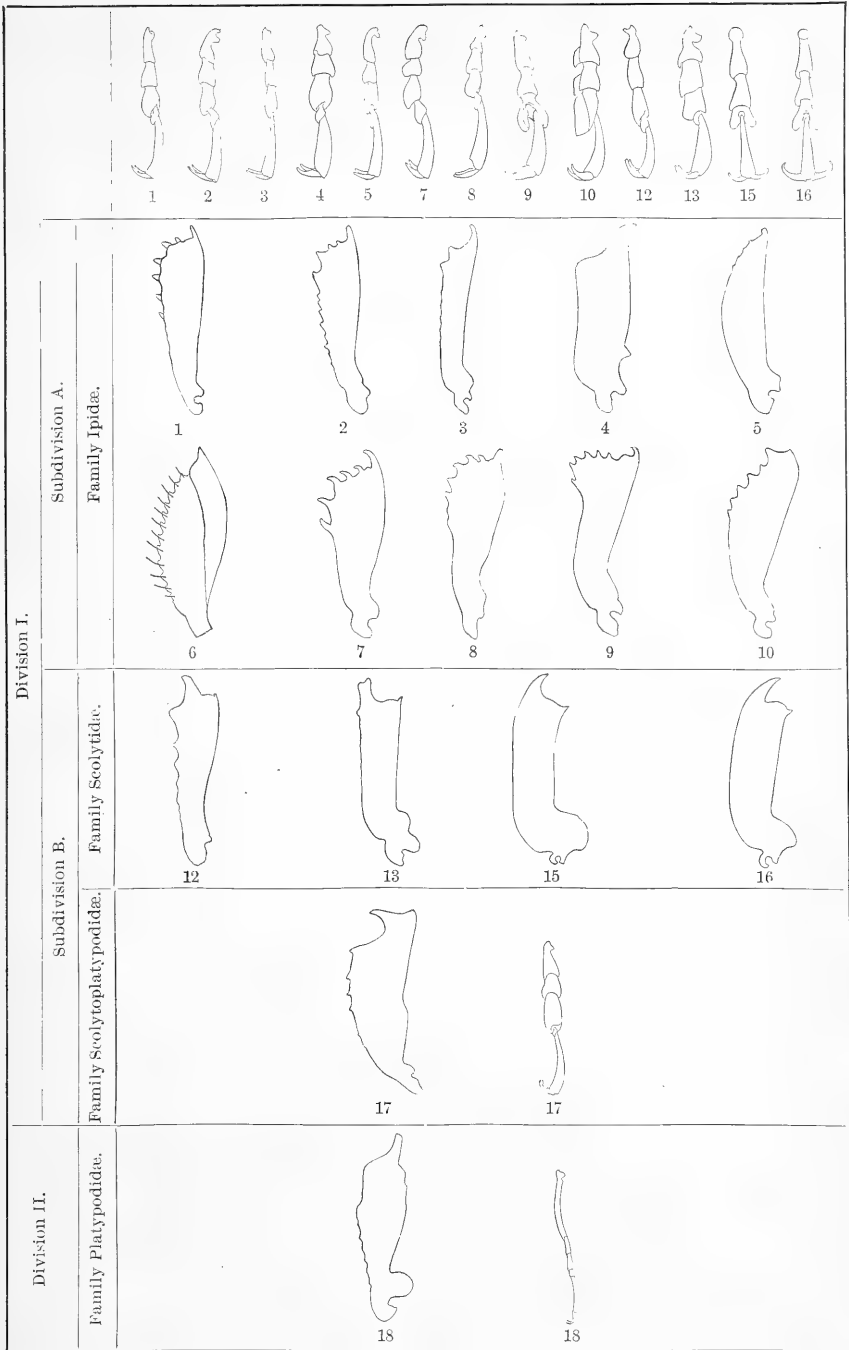 1 2 3 4 5 7 8 9 10 12 13 15 16
Division I.
Subdivision A.
Family Ipidæ.
1 2 3 4 5
6 7 8 9 10
Subdivision B.
Family Scolytidæ.
12 13 15 16
Family Scolytoplatypodidæ.
17 17
Division II.
Family Platypodidæ.
18 18